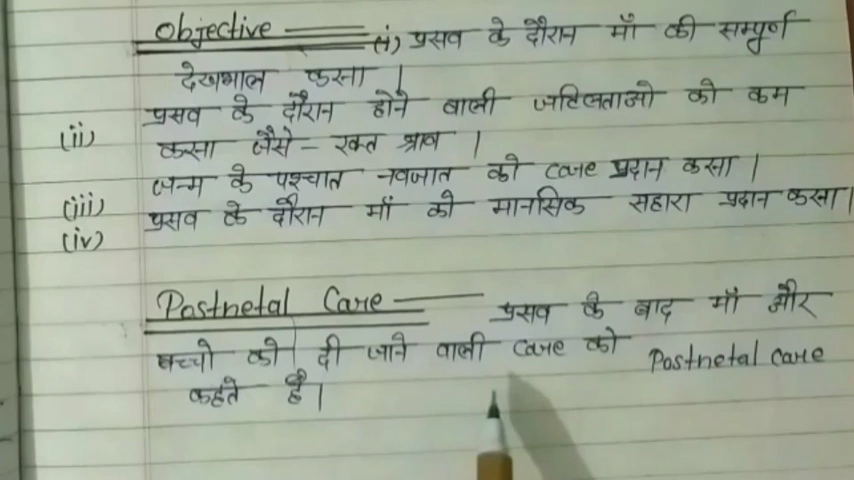 Objective (i) प्रसव के दौरान माँ की सम्पूर्ण
देखभाल करना |
प्रसव के दौरान होने वाली जटिलताओ को कम
(ii) करना जैसे - रक्त श्राव |
जन्म के पश्चात नवजात को care प्रदान करना |
(iii) प्रसव के दौरान माँ को मानसिक सहारा प्रदान करना |
(iv)
Postnetal Care प्रसव के बाद माँ और
बच्चो को दी जाने वाली care को Postnetal care
कहते है |